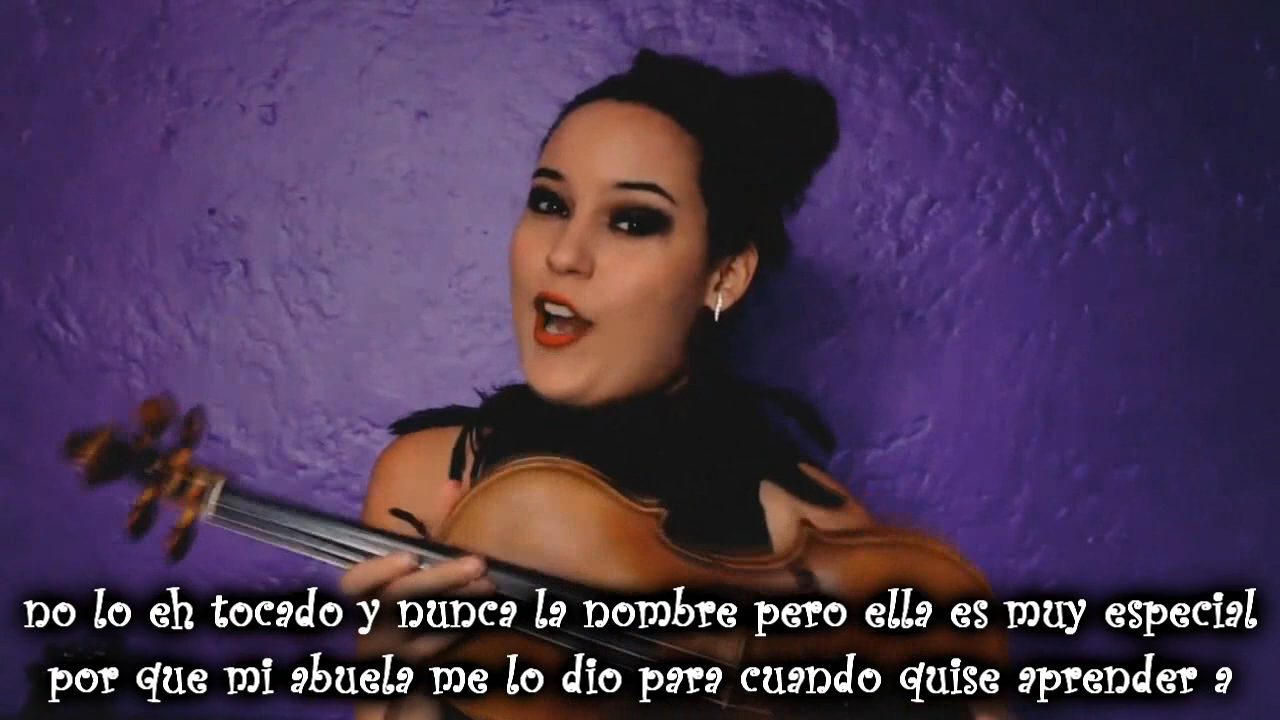 no lo eh tocado y nunca la nombre pero ella es muy especial
por que mi abuela me lo dio para cuando quise aprender a